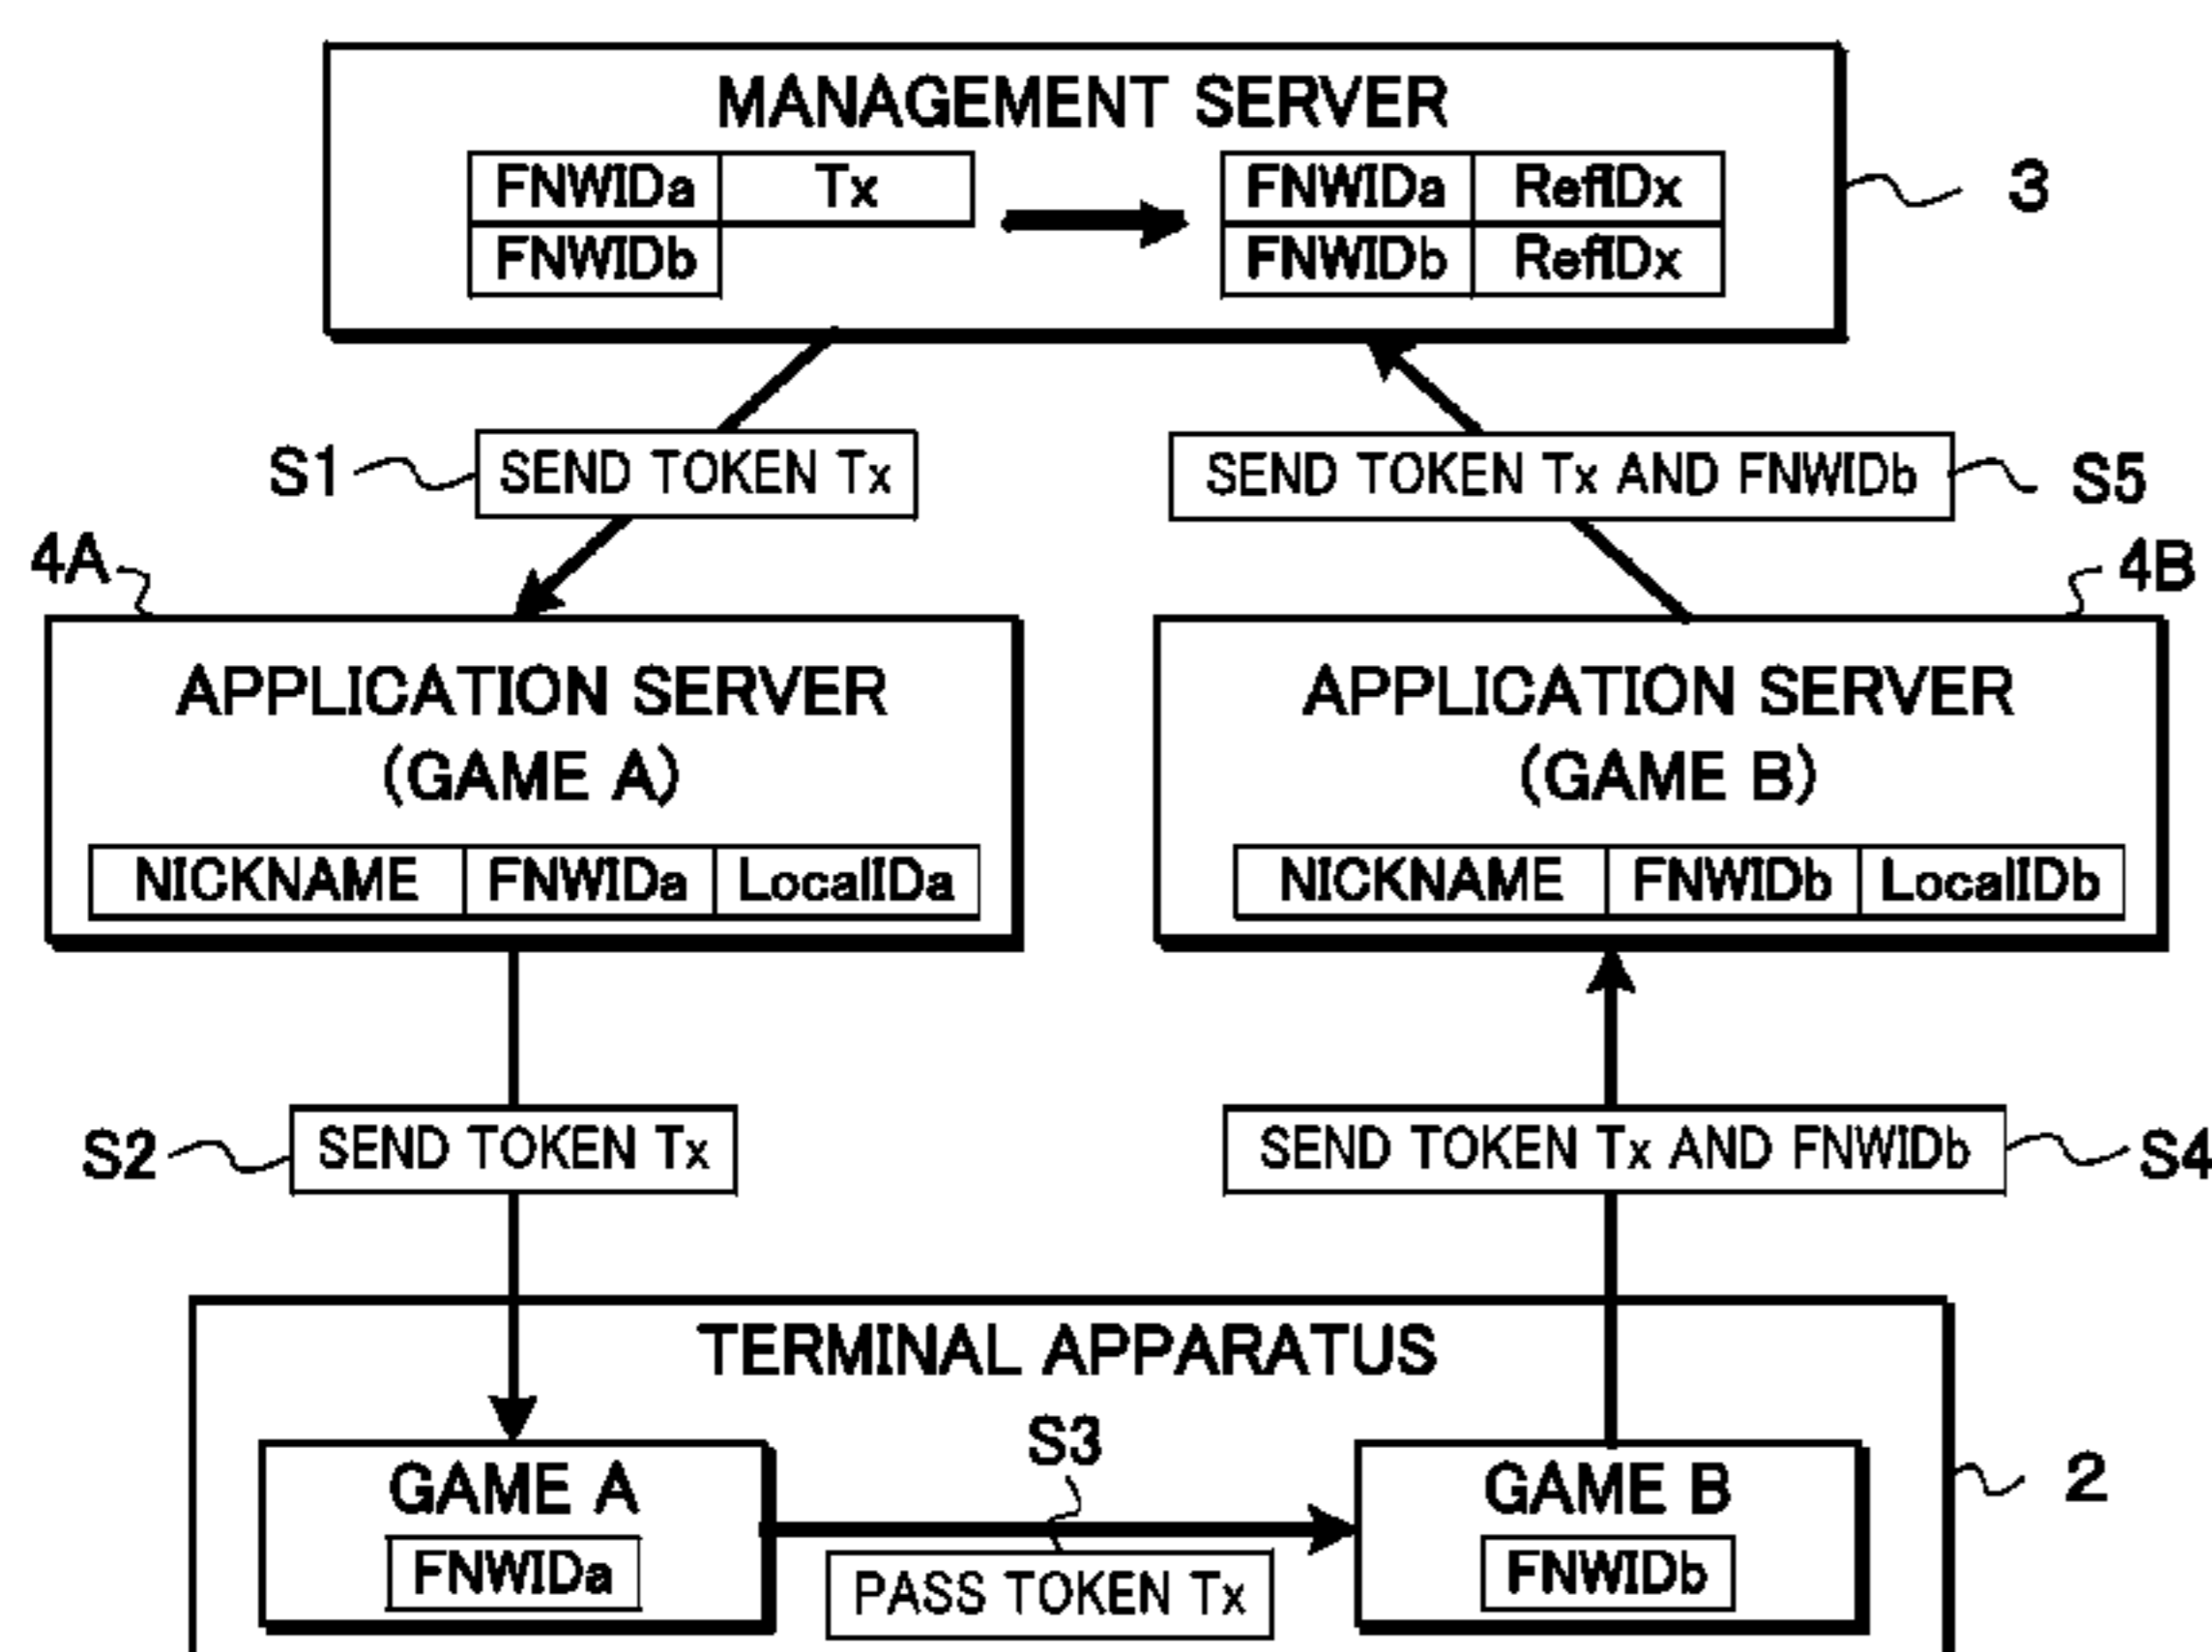 MANAGEMENT SERVER
FNWIDa Tx FNWIDa RefIDx
FNWIDb FNWIDb RefIDx
3
S1 SEND TOKEN Tx SEND TOKEN Tx AND FNWIDb S5
4A 4B
APPLICATION SERVER APPLICATION SERVER
(GAME A) (GAME B)
NICKNAME FNWIDa LocalIDa NICKNAME FNWIDb LocalIDb
S2 SEND TOKEN Tx SEND TOKEN Tx AND FNWIDb S4
TERMINAL APPARATUS
S3
GAME A GAME B 2
FNWIDa PASS TOKEN Tx FNWIDb